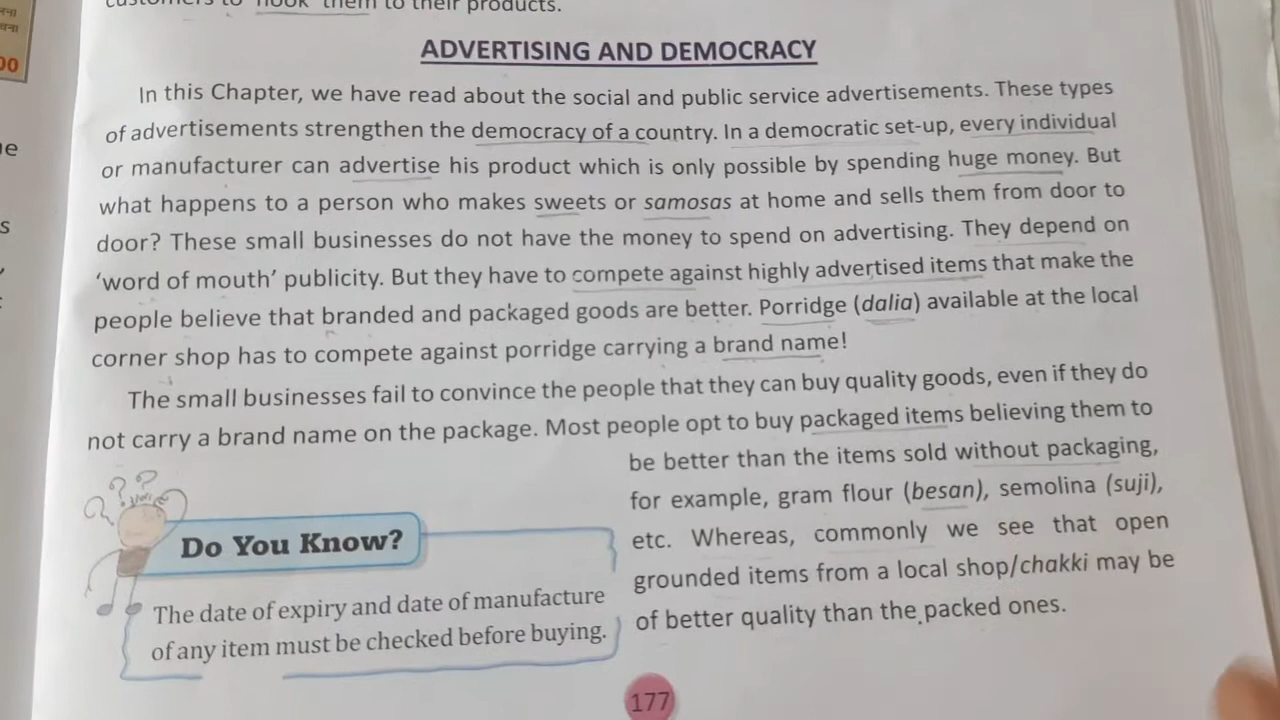 लना
वना
00
ne
s
customers to 'hook' them to their products.
ADVERTISING AND DEMOCRACY
In this Chapter, we have read about the social and public service advertisements. These types
of advertisements strengthen the democracy of a country. In a democratic set-up, every individual
or manufacturer can advertise his product which is only possible by spending huge money. But
what happens to a person who makes sweets or samosas at home and sells them from door to
door? These small businesses do not have the money to spend on advertising. They depend on
'word of mouth' publicity. But they have to compete against highly advertised items that make the
people believe that branded and packaged goods are better. Porridge (dalia) available at the local
corner shop has to compete against porridge carrying a brand name!
The small businesses fail to convince the people that they can buy quality goods, even if they do
not carry a brand name on the package. Most people opt to buy packaged items believing them to
be better than the items sold without packaging,
for example, gram flour (besan), semolina (suji),
etc. Whereas, commonly we see that open
grounded items from a local shop/chakki may be
of better quality than the packed ones.
? ? ?
Do You Know?
The date of expiry and date of manufacture
of any item must be checked before buying.
177